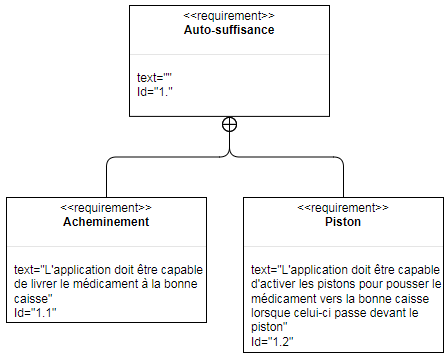 <<requirement>>
Auto-suffisance
text=""
Id="1."
<<requirement>>
Acheminement
text="L'application doit être capable
de livrer le médicament à la bonne
caisse"
Id="1.1"
<<requirement>>
Piston
text="L'application doit être capable
d'activer les pistons pour pousser le
médicament vers la bonne caisse
lorsque celui-ci passe devant le
piston"
Id="1.2"